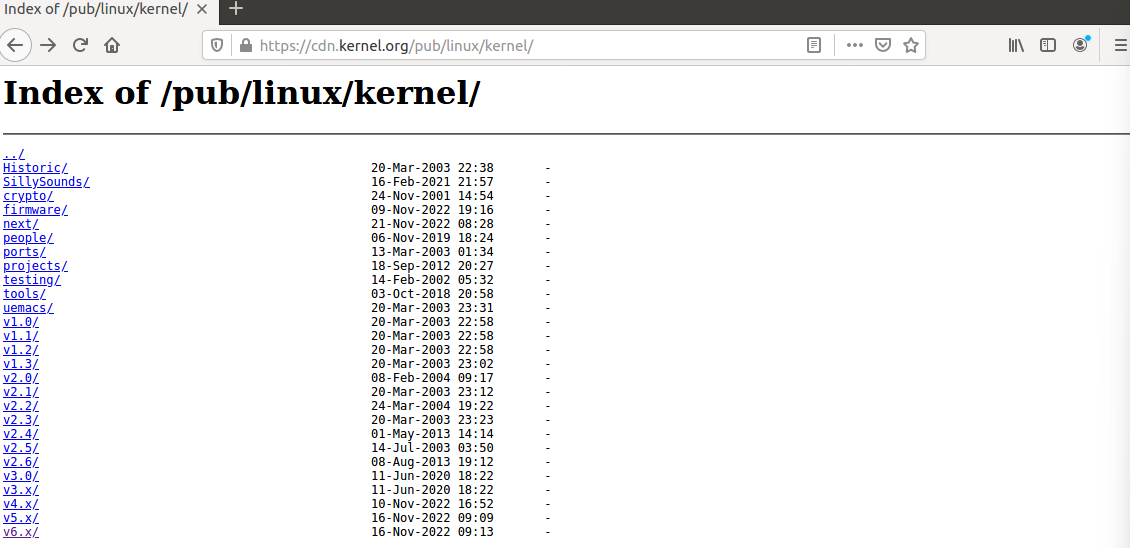 Index of /pub/linux/kernel/
https://cdn.kernel.org/pub/linux/kernel/
Index of /pub/linux/kernel/
../
Historic/ 20-Mar-2003 22:38 -
SillySounds/ 16-Feb-2021 21:57 -
crypto/ 24-Nov-2001 14:54 -
firmware/ 09-Nov-2022 19:16 -
next/ 21-Nov-2022 08:28 -
people/ 06-Nov-2019 18:24 -
ports/ 13-Mar-2003 01:34 -
projects/ 18-Sep-2012 20:27 -
testing/ 14-Feb-2002 05:32 -
tools/ 03-Oct-2018 20:58 -
uemacs/ 20-Mar-2003 23:31 -
v1.0/ 20-Mar-2003 22:58 -
v1.1/ 20-Mar-2003 22:58 -
v1.2/ 20-Mar-2003 22:58 -
v1.3/ 20-Mar-2003 23:02 -
v2.0/ 08-Feb-2004 09:17 -
v2.1/ 20-Mar-2003 23:12 -
v2.2/ 24-Mar-2004 19:22 -
v2.3/ 20-Mar-2003 23:23 -
v2.4/ 01-May-2013 14:14 -
v2.5/ 14-Jul-2003 03:50 -
v2.6/ 08-Aug-2013 19:12 -
v3.0/ 11-Jun-2020 18:22 -
v3.x/ 11-Jun-2020 18:22 -
v4.x/ 10-Nov-2022 16:52 -
v5.x/ 16-Nov-2022 09:09 -
v6.x/ 16-Nov-2022 09:13 -